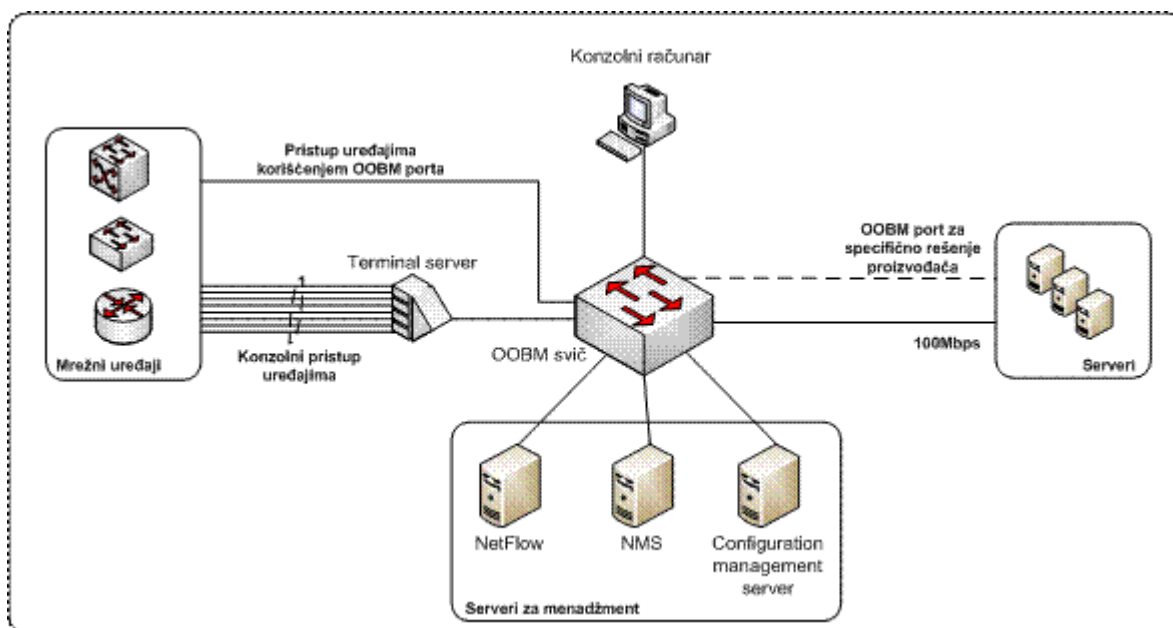 Konzolni računar
Pristup uređajima
korišćenjem OOBM porta
OOBM port za
specifično rešenje
proizvođača
Terminal server
OOBM svič
100Mbps
Konzolni pristup
uređajima
Mrežni uređaji
Serveri
NetFlow
NMS
Configuration
management
server
Serveri za menadžment